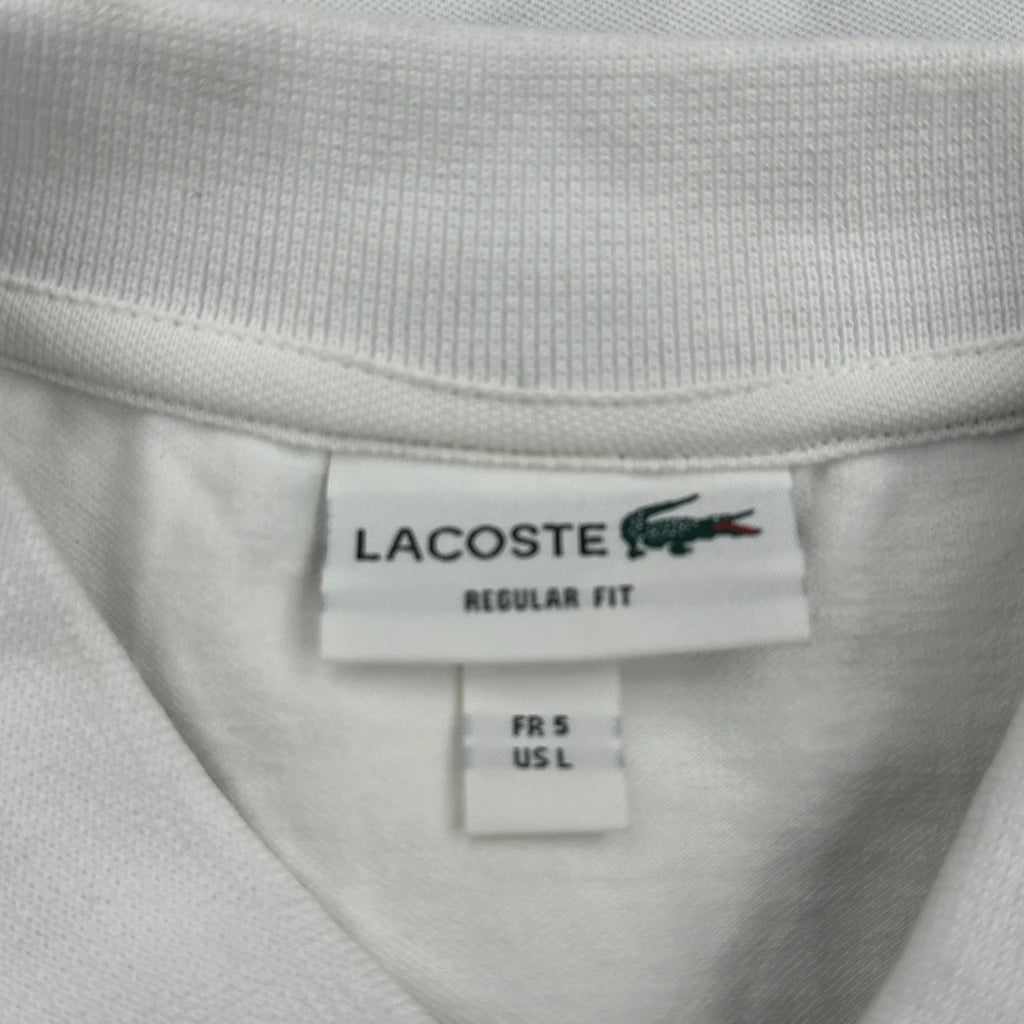 LACOSTE
REGULAR FIT
FR 5
US L